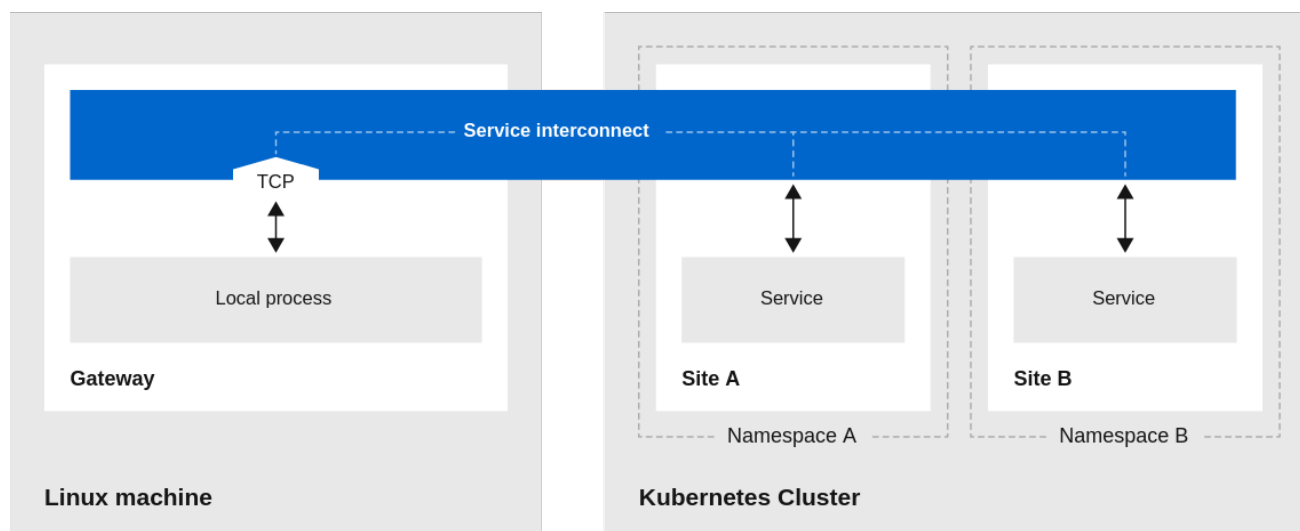 Service interconnect
TCP
Local process
Service
Service
Gateway
Site A
Site B
Namespace A
Namespace B
Linux machine
Kubernetes Cluster